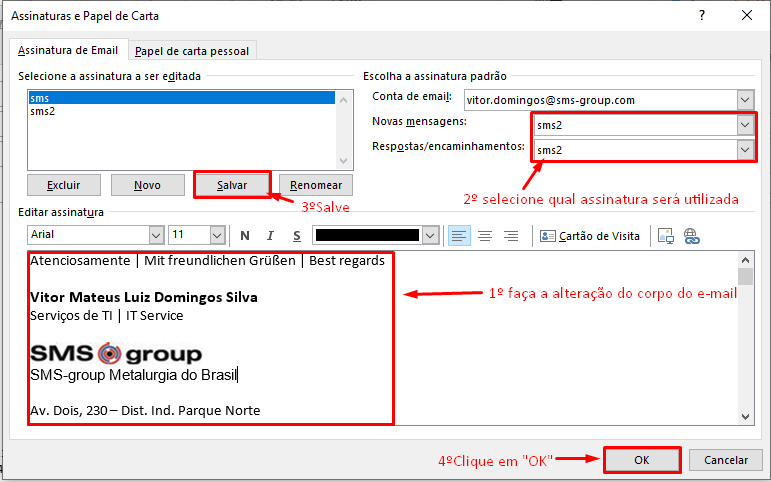 Assinaturas e Papel de Carta
Assinatura de Email
Papel de carta pessoal
Selecione a assinatura a ser editada
Escolha a assinatura padrão
sms
sms2
Conta de email:
vitor.domingos@sms-group.com
Novas mensagens:
sms2
Respostas/encaminhamentos:
sms2
Excluir
Novo
Salvar
Renomear
2º selecione qual assinatura será utilizada
3ºSalve
Editar assinatura
Arial
11
N
I
S
Cartão de Visita
Atenciosamente | Mit freundlichen Grüßen | Best regards
1º faça a alteração do corpo do e-mail
Vitor Mateus Luiz Domingos Silva
Serviços de TI | IT Service
SMS group
SMS-group Metalurgia do Brasil
Av. Dois, 230 – Dist. Ind. Parque Norte
4ºClique em "OK"
OK
Cancelar